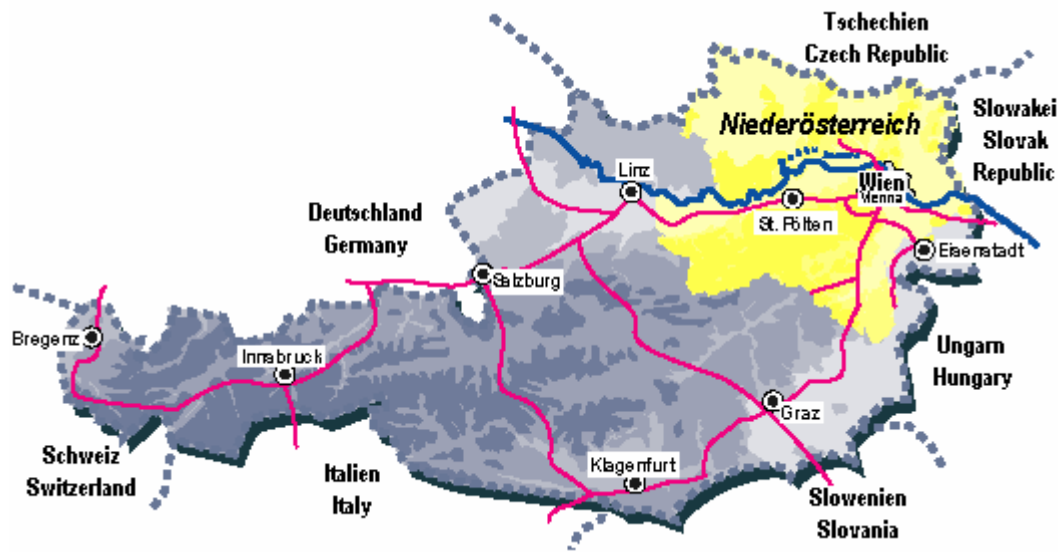 Tschechien
Czech Republic
Slowakei
Slovak
Republic
Niederösterreich
Linz
Wien
Vienna
St. Pölten
Deutschland
Germany
Eisenstadt
Salzburg
Bregenz
Innsbruck
Ungarn
Hungary
Graz
Schweiz
Switzerland
Italien
Italy
Klagenfurt
Slowenien
Slovania